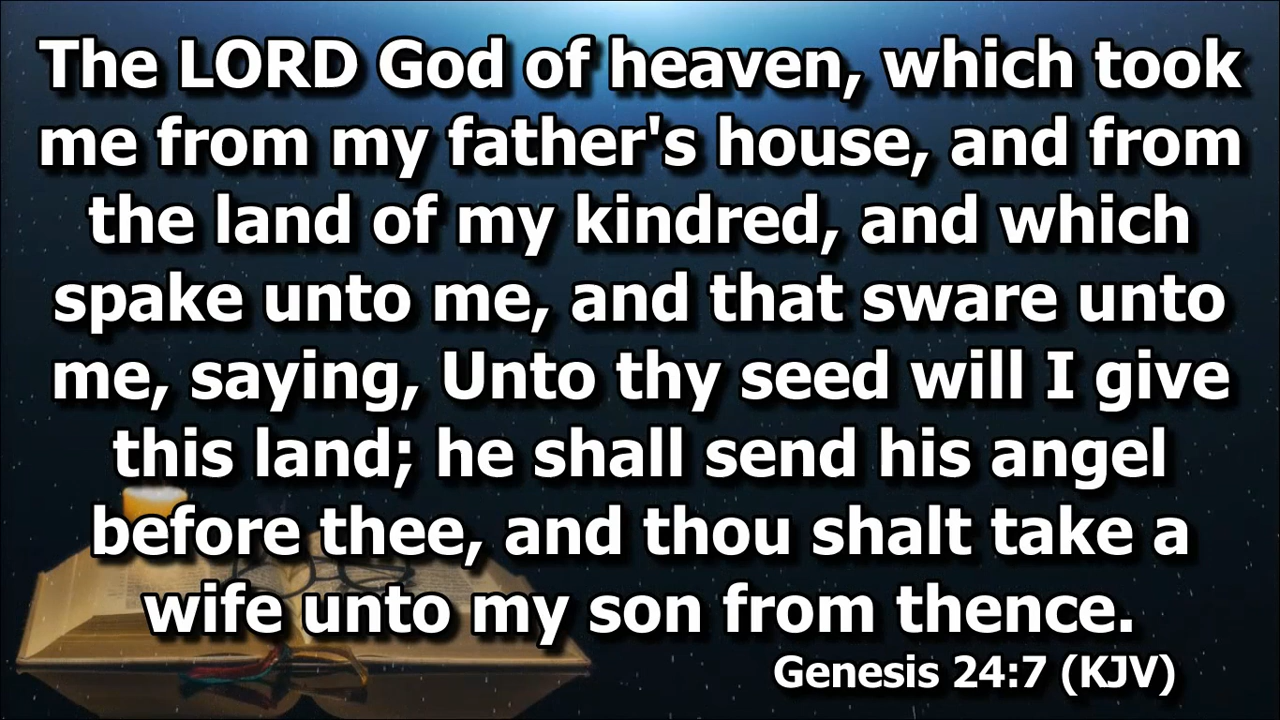 The LORD God of heaven, which took
me from my father's house, and from
the land of my kindred, and which
spake unto me, and that sware unto
me, saying, Unto thy seed will I give
this land; he shall send his angel
before thee, and thou shalt take a
wife unto my son from thence.
Genesis 24:7 (KJV)